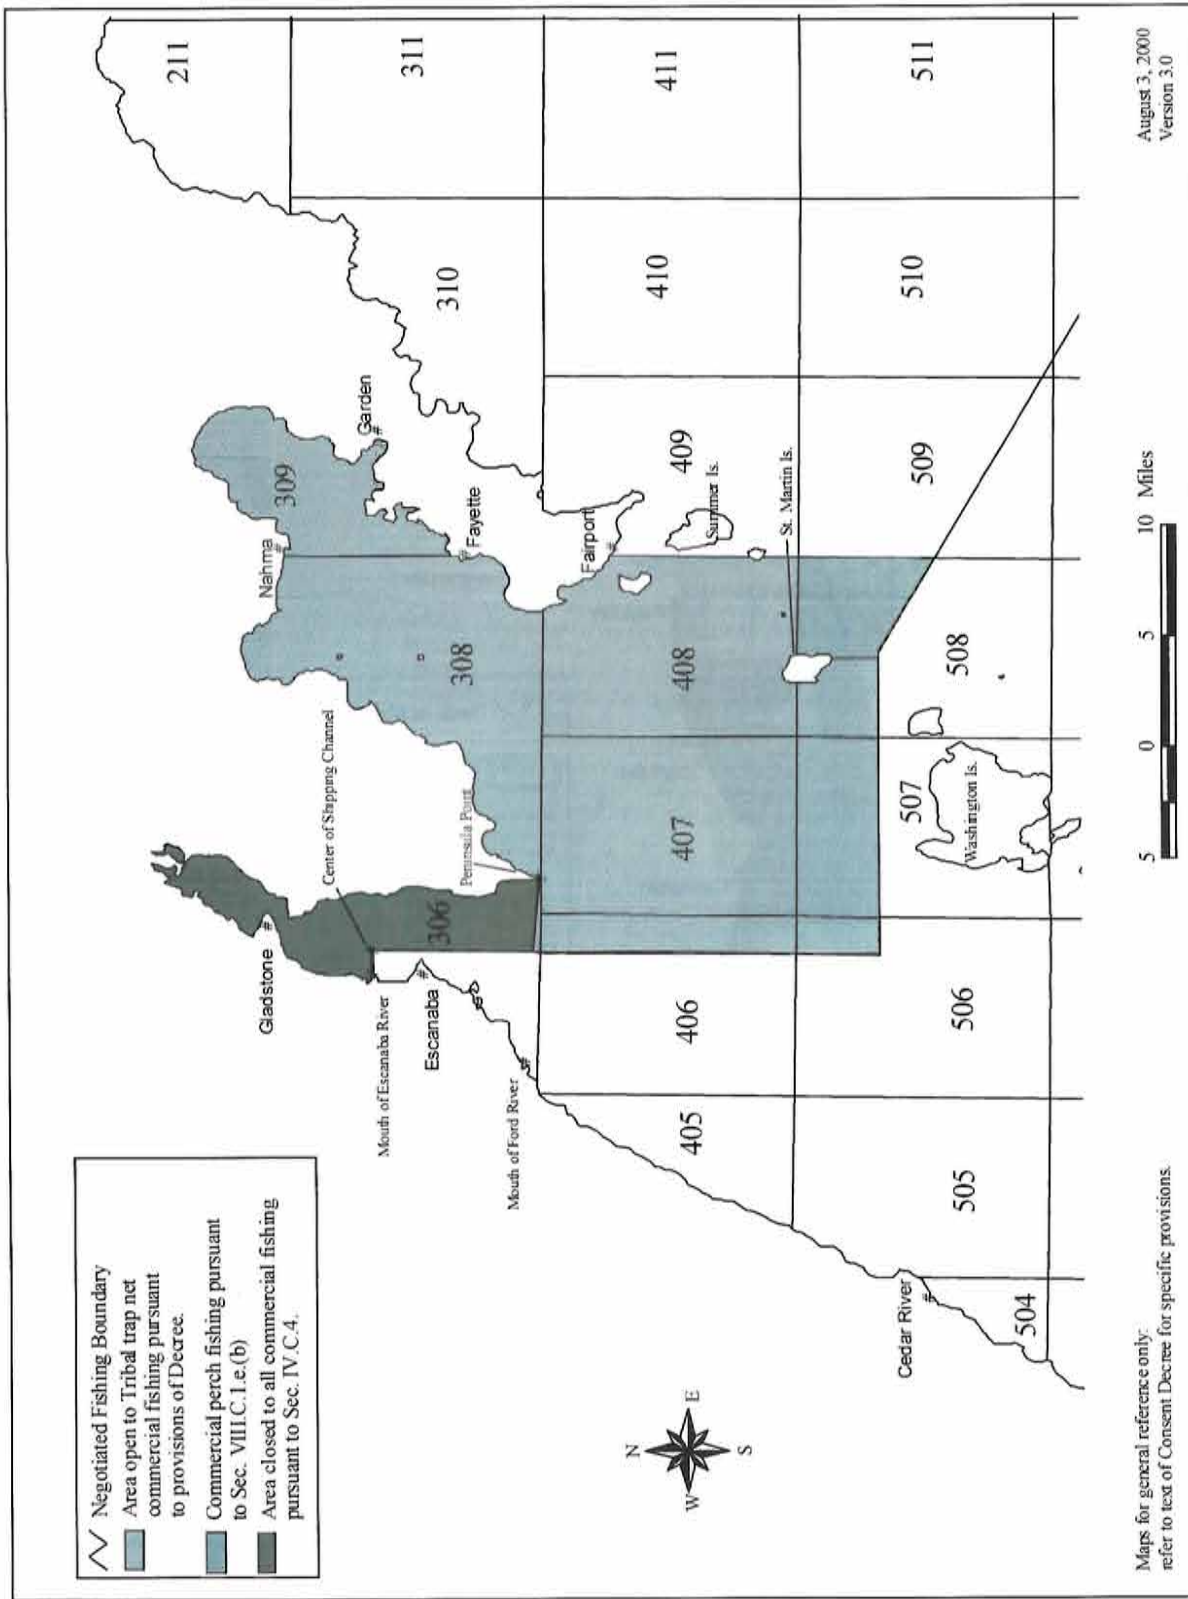 Negotiated Fishing Boundary
Area open to Tribal trap net
commercial fishing pursuant
to provisions of Decree.
Commercial perch fishing pursuant
to Sec. VIII.C.1.e.(b)
Area closed to all commercial fishing
pursuant to Sec. IV.C.4.
211
311
411
511
310
410
510
309
409
509
308
408
508
407
507
306
406
506
405
505
504
Gladstone
#
Nahma
#
Garden
#
Fayette
#
Fairport
#
Escanaba
#
#
#
Cedar River
#
Center of Shipping Channel
Peninsula Point
Mouth of Escanaba River
Mouth of Ford River
Summer Is.
St. Martin Is.
Washington Is.
N
W
E
S
5
0
5
10 Miles
Maps for general reference only:
refer to text of Consent Decree for specific provisions.
August 3, 2000
Version 3.0